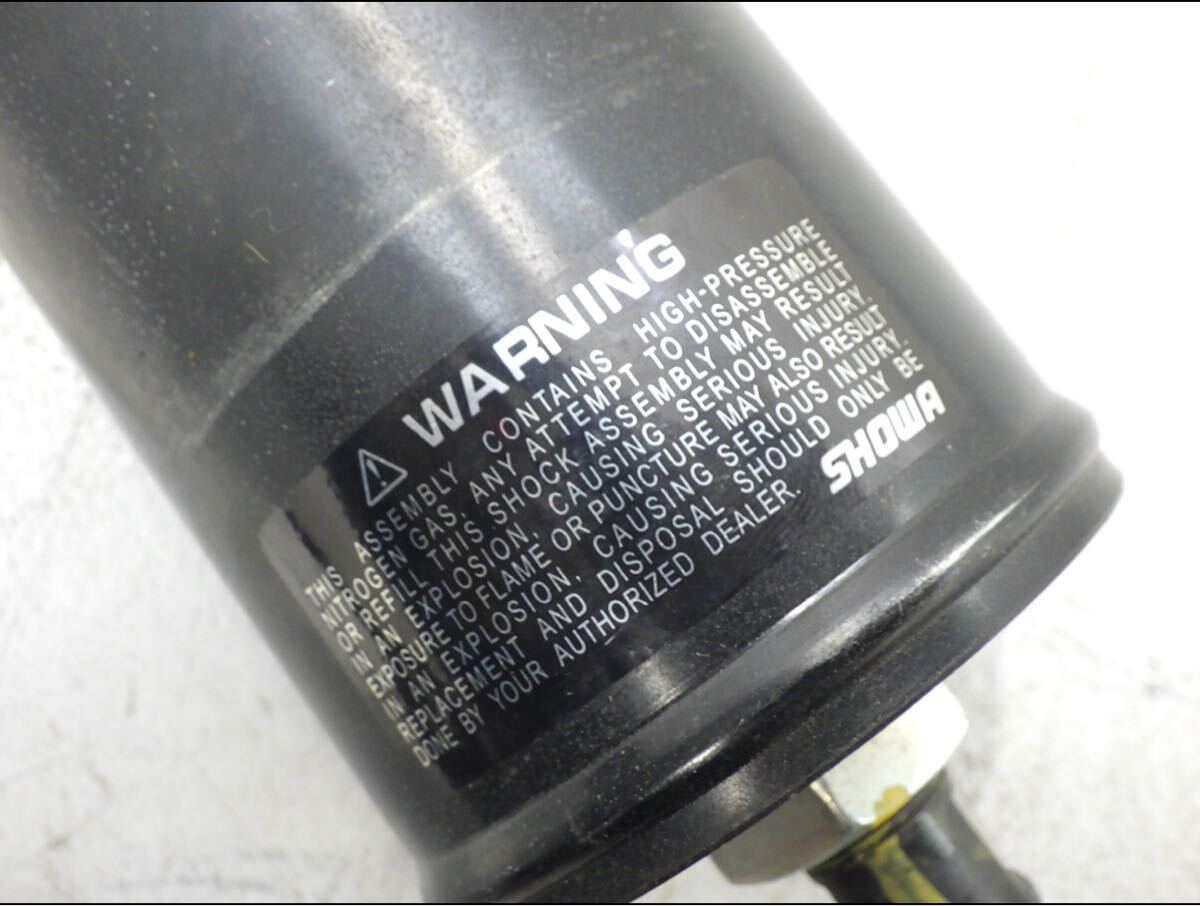 WARNING
THIS ASSEMBLY CONTAINS HIGH-PRESSURE
NITROGEN GAS. ANY ATTEMPT TO DISASSEMBLE
OR REFILL THIS SHOCK ASSEMBLY MAY RESULT
IN AN EXPLOSION, CAUSING SERIOUS INJURY.
EXPOSURE TO FLAME OR PUNCTURE MAY ALSO RESULT
IN AN EXPLOSION, CAUSING SERIOUS INJURY.
REPLACEMENT AND DISPOSAL SHOULD ONLY BE
DONE BY YOUR AUTHORIZED DEALER.
SHOWA